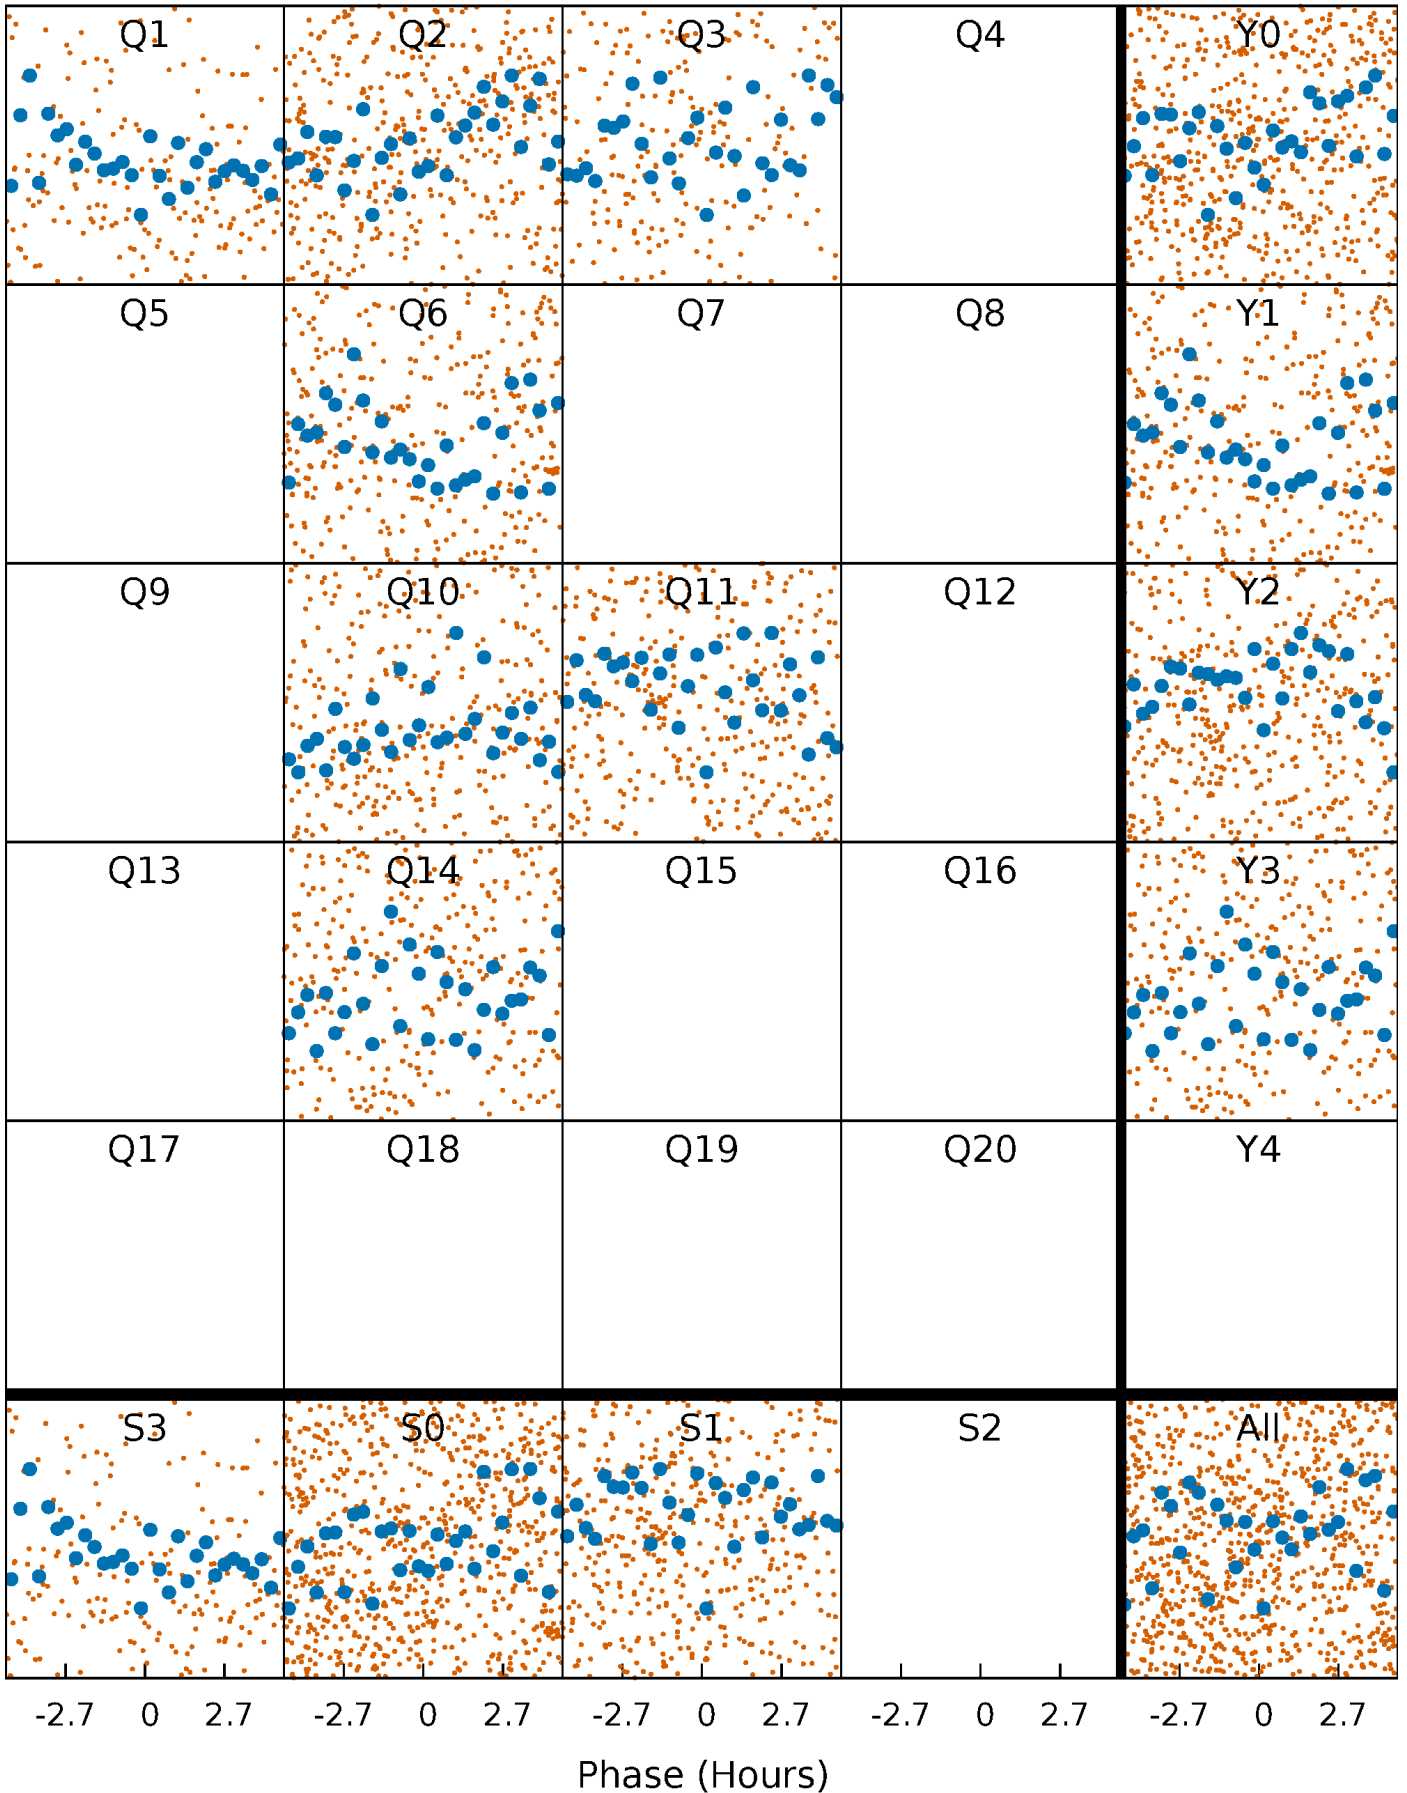 Q1 Q2 Q3 Q4 Y0
Q5 Q6 Q7 Q8 Y1
Q9 Q10 Q11 Q12 Y2
Q13 Q14 Q15 Q16 Y3
Q17 Q18 Q19 Q20 Y4
S3 S0 S1 S2 All
-2.7 0 2.7 -2.7 0 2.7 -2.7 0 2.7 -2.7 0 2.7 -2.7 0 2.7
Phase (Hours)